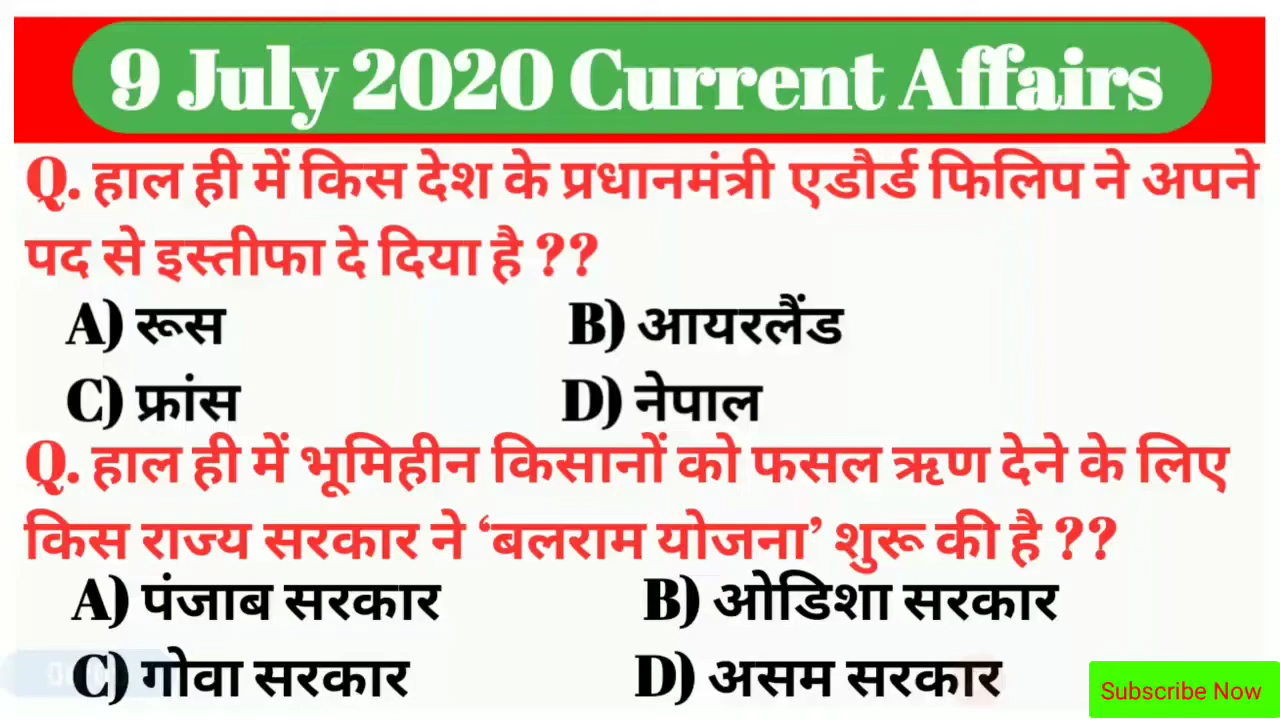 9 July 2020 Current Affairs
Q. हाल ही में किस देश के प्रधानमंत्री एडौर्ड फिलिप ने अपने
पद से इस्तीफा दे दिया है ??
A) रूस B) आयरलैंड
C) फ्रांस D) नेपाल
Q. हाल ही में भूमिहीन किसानों को फसल ऋण देने के लिए
किस राज्य सरकार ने ‘बलराम योजना’ शुरू की है ??
A) पंजाब सरकार B) ओडिशा सरकार
C) गोवा सरकार D) असम सरकार
Subscribe Now